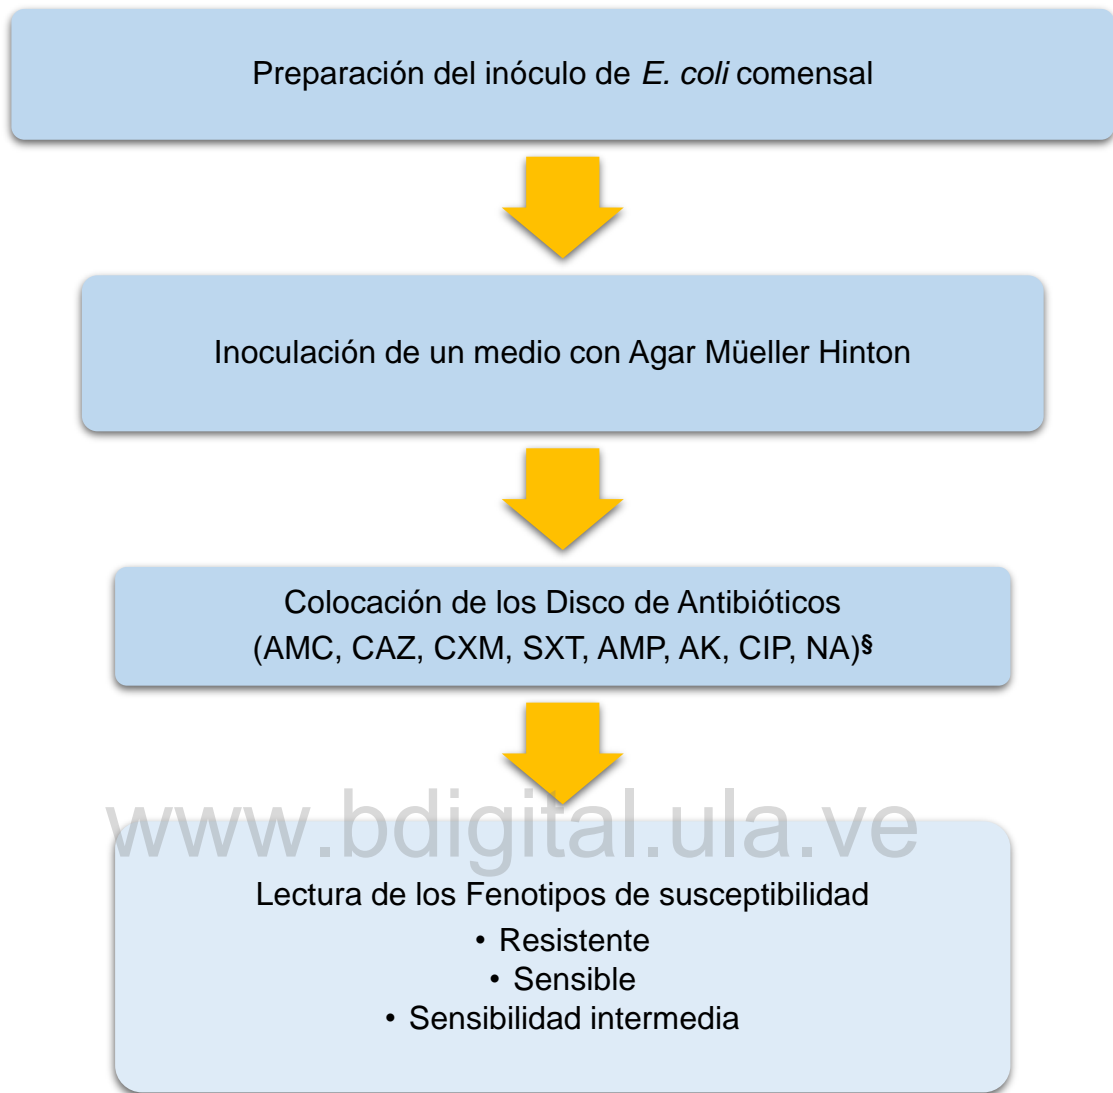 Preparación del inóculo de E. coli comensal
Inoculación de un medio con Agar Müeller Hinton
Colocación de los Disco de Antibióticos
(AMC, CAZ, CXM, SXT, AMP, AK, CIP, NA)§
www.bdigital.ula.ve
Lectura de los Fenotipos de susceptibilidad
• Resistente
• Sensible
• Sensibilidad intermedia